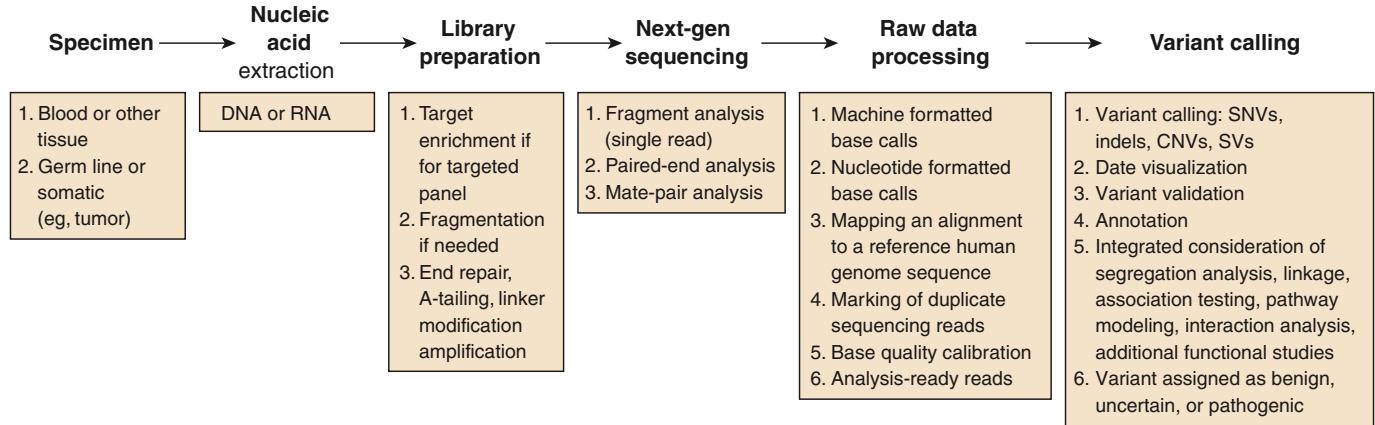 Specimen
Nucleic
acid
extraction
Library
preparation
Next-gen
sequencing
Raw data
processing
Variant calling
1. Blood or other
tissue
2. Germ line or
somatic
(eg, tumor)
DNA or RNA
1. Target
enrichment if
for targeted
panel
2. Fragmentation
if needed
3. End repair,
A-tailing, linker
modification
amplification
1. Fragment analysis
(single read)
2. Paired-end analysis
3. Mate-pair analysis
1. Machine formatted
base calls
2. Nucleotide formatted
base calls
3. Mapping an alignment
to a reference human
genome sequence
4. Marking of duplicate
sequencing reads
5. Base quality calibration
6. Analysis-ready reads
1. Variant calling: SNVs,
indels, CNVs, SVs
2. Date visualization
3. Variant validation
4. Annotation
5. Integrated consideration of
segregation analysis, linkage,
association testing, pathway
modeling, interaction analysis,
additional functional studies
6. Variant assigned as benign,
uncertain, or pathogenic